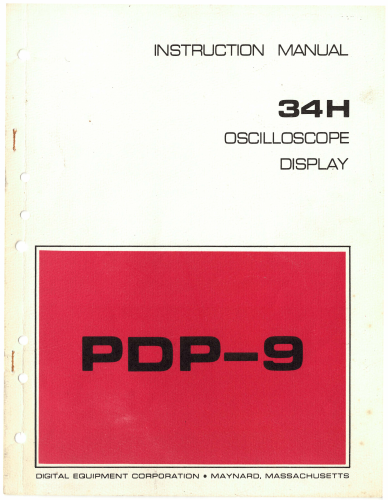 INSTRUCTION MANUAL
34H
OSCILLOSCOPE
DISPLAY
PDP-9
DIGITAL EQUIPMENT CORPORATION • MAYNARD, MASSACHUSETTS